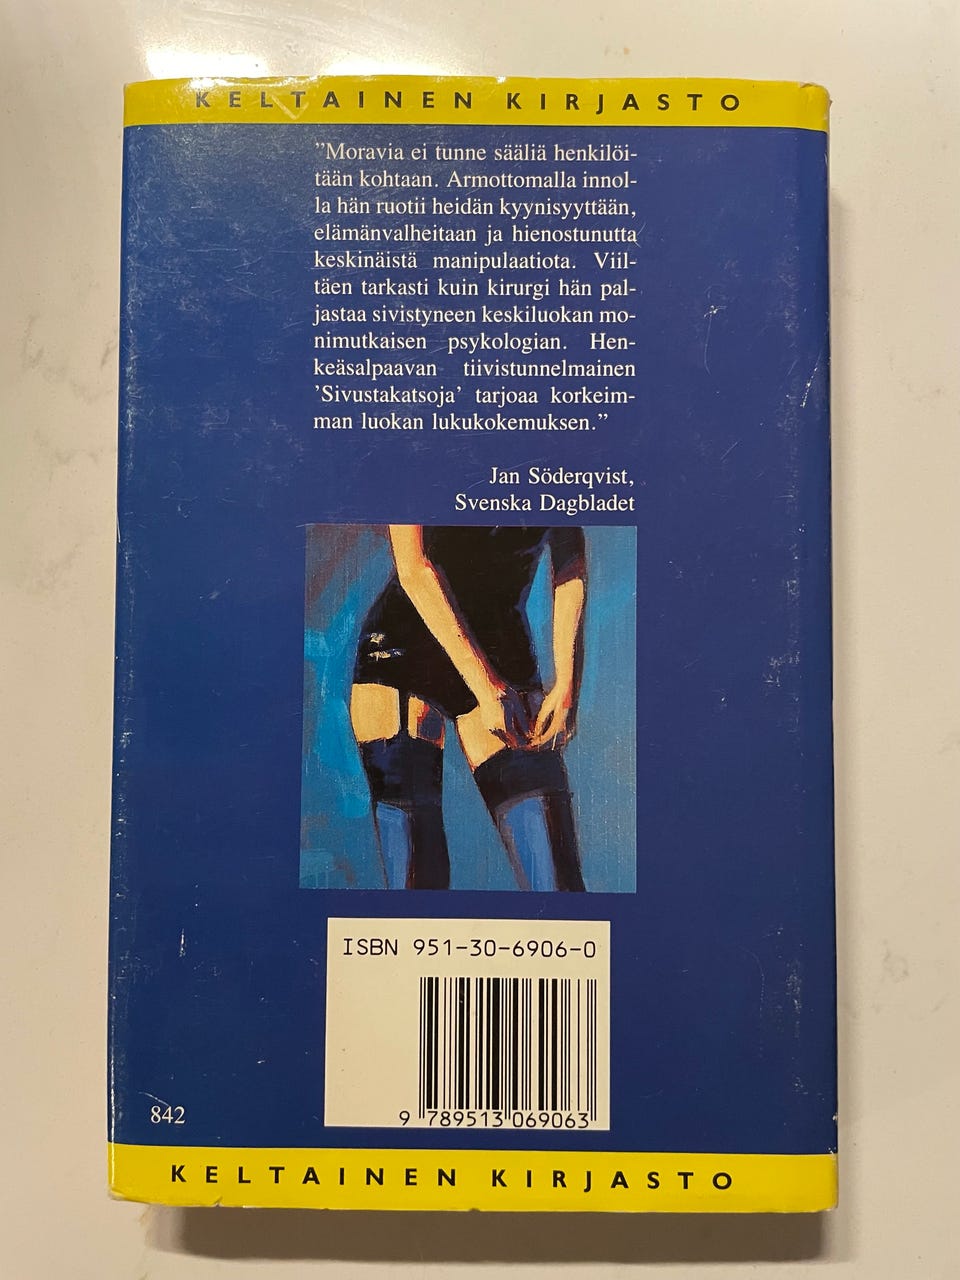 KELTAINEN KIRJASTO
”Moravia ei tunne sääliä henkilöi-
tään kohtaan. Armottomalla innol-
la hän ruotii heidän kyynisyyttään,
elämänvalheitaan ja hienostunutta
keskinäistä manipulaatiota. Viil-
täen tarkasti kuin kirurgi hän pal-
jastaa sivistyneen keskiluokan mo-
nimutkaisen psykologian. Hen-
keäsalpaavan tiivistunnelmainen
’Sivustakatsoja’ tarjoaa korkeim-
man luokan lukukokemuksen.”
Jan Söderqvist,
Svenska Dagbladet
ISBN 951-30-6906-0
9 789513 069063
842
KELTAINEN KIRJASTO